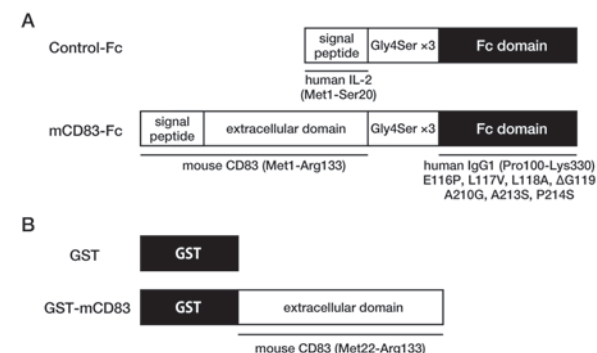 A
Control-Fc
signal
peptide
Gly4Ser ×3
Fc domain
human IL-2
(Met1-Ser20)
mCD83-Fc
signal
peptide
extracellular domain
Gly4Ser ×3
Fc domain
mouse CD83 (Met1-Arg133)
human IgG1 (Pro100-Lys330)
E116P, L117V, L118A, ΔG119
A210G, A213S, P214S
B
GST
GST
GST-mCD83
GST
extracellular domain
mouse CD83 (Met22-Arg133)